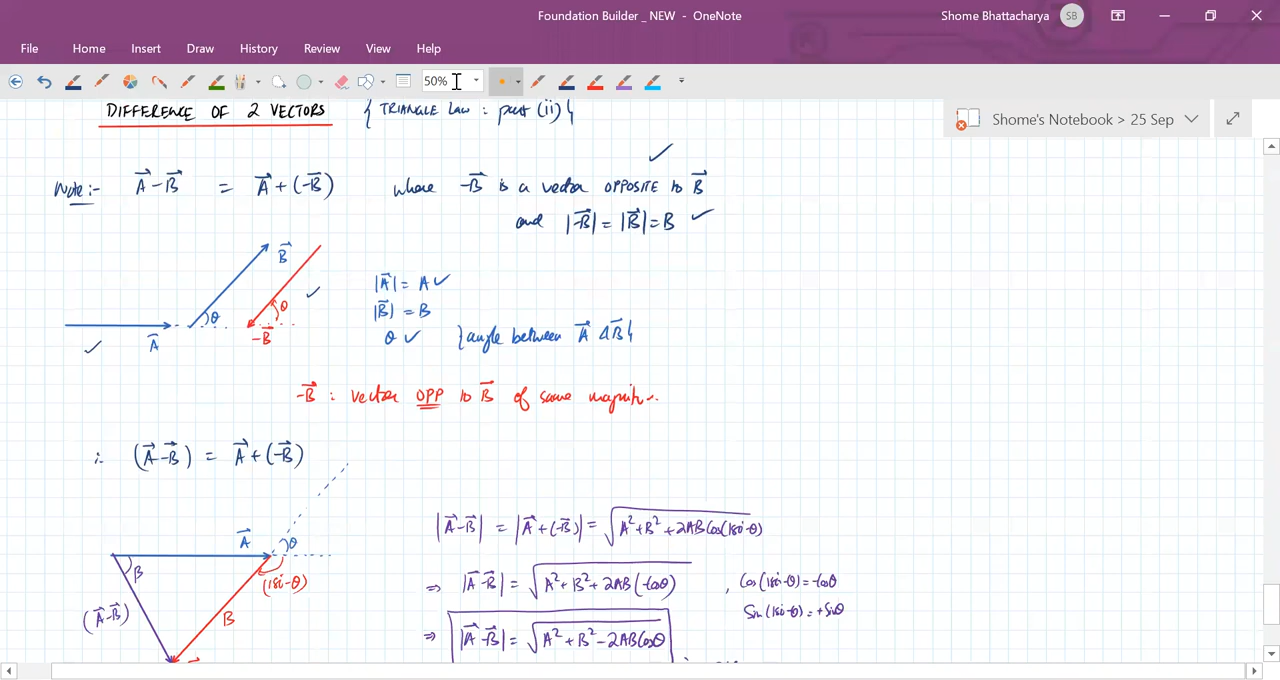 Foundation Builder _NEW - OneNote
Shome Bhattacharya SB
File Home Insert Draw History Review View Help
50%
Shome's Notebook > 25 Sep
DIFFERENCE OF 2 VECTORS { TRIANGLE LAW : part (ii) }
Note:- A⃗ - B⃗ = A⃗ + (-B⃗) where -B⃗ is a vector OPPOSITE to B⃗ ✓
and |-B⃗| = |B⃗| = B ✓
B⃗
θ
θ
A⃗
-B⃗
|A⃗| = A ✓
|B⃗| = B
θ ✓ {angle between A⃗ & B⃗}
-B⃗ : vector OPP to B⃗ of same magnitu
∴ (A⃗ - B⃗) = A⃗ + (-B⃗)
A⃗
θ
β
(180-θ)
(A⃗ - B⃗)
B
|A⃗ - B⃗| = |A⃗ + (-B⃗)| = √(A² + B² + 2AB Cos(180-θ))
⇒ |A⃗ - B⃗| = √(A² + B² + 2AB(-Cosθ)) , Cos(180-θ) = -Cosθ
Sin(180-θ) = +Sinθ
⇒ |A⃗ - B⃗| = √(A² + B² - 2AB Cosθ)